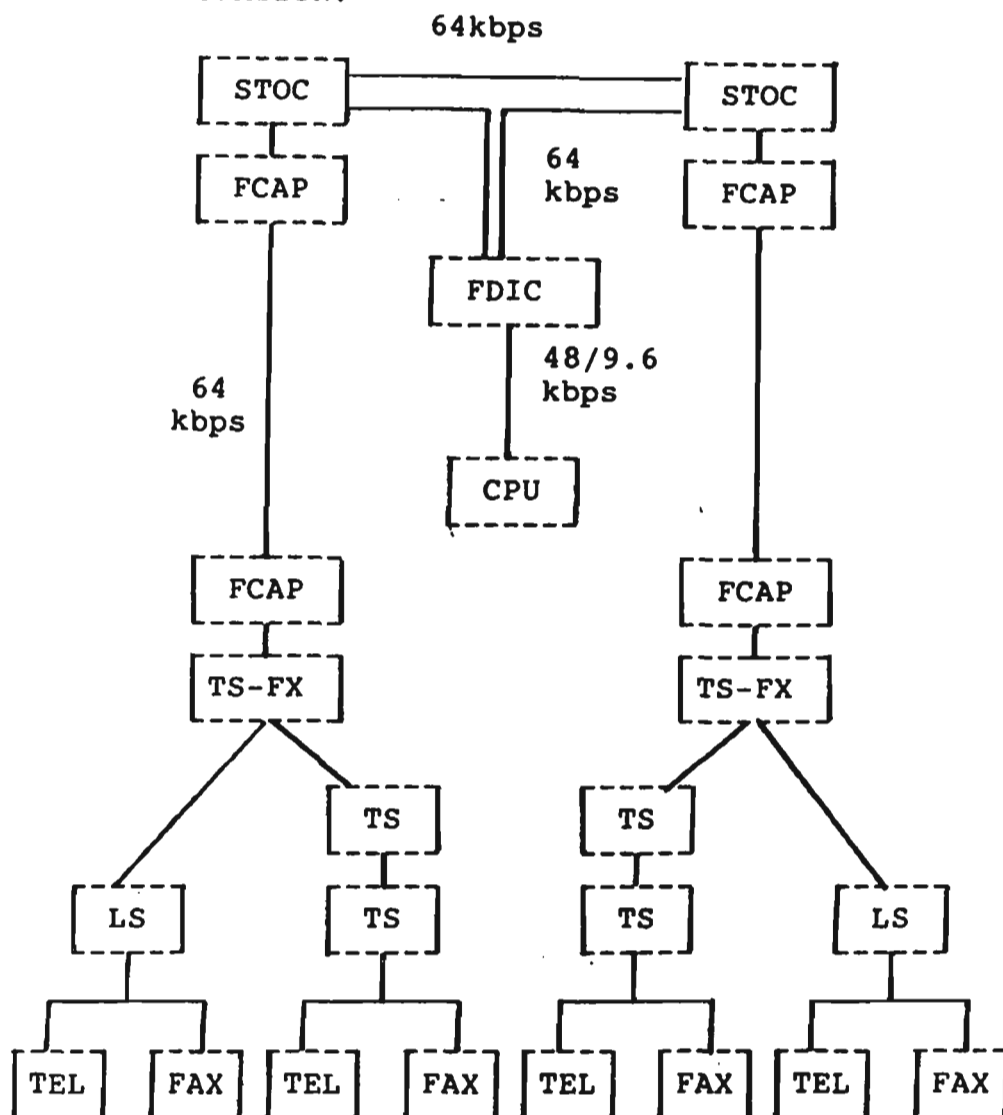 64kbps
STOC STOC
FCAP 64 FCAP
kbps
FDIC
48/9.6
64 kbps
kbps
CPU
FCAP FCAP
TS-FX TS-FX
TS TS
LS TS TS LS
TEL FAX TEL FAX TEL FAX TEL FAX